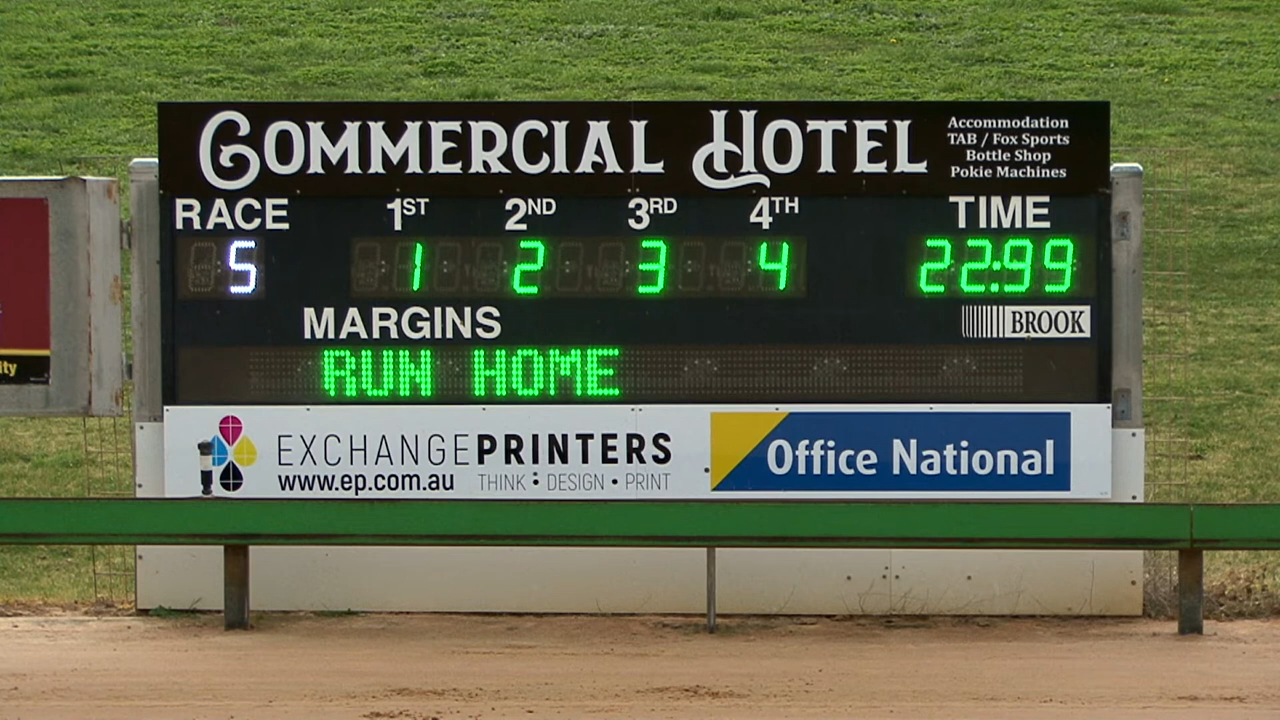 COMMERCIAL HOTEL
Accommodation
TAB / Fox Sports
Bottle Shop
Pokie Machines
RACE 1ST 2ND 3RD 4TH TIME
5 1 2 3 4 22:99
MARGINS
BROOK
RUN HOME
EXCHANGEPRINTERS
www.ep.com.au THINK : DESIGN • PRINT
Office National
ity